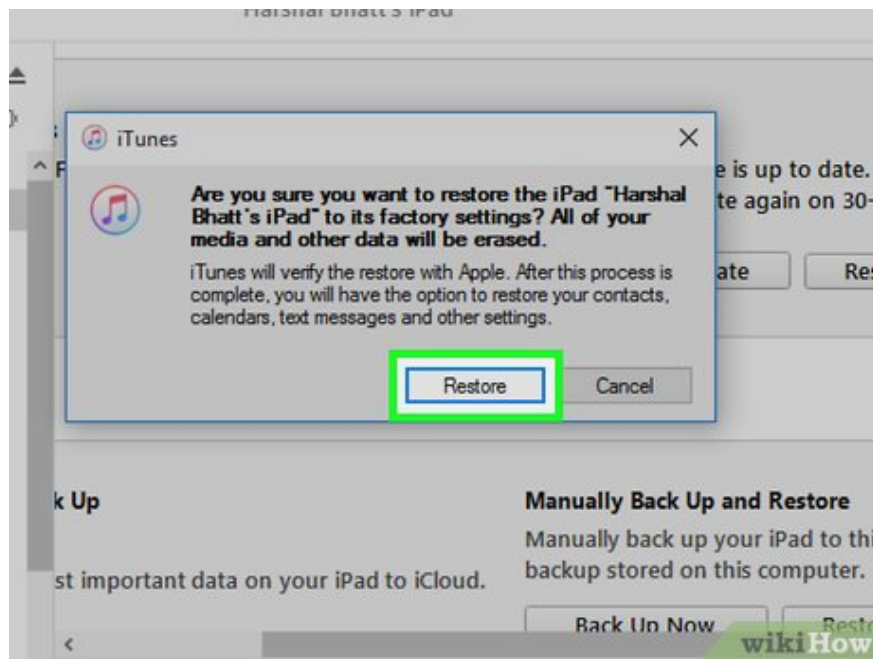 Harshal Bhatt's iPad
iTunes
Are you sure you want to restore the iPad "Harshal
Bhatt's iPad" to its factory settings? All of your
media and other data will be erased.
iTunes will verify the restore with Apple. After this process is
complete, you will have the option to restore your contacts,
calendars, text messages and other settings.
Restore
Cancel
e is up to date.
te again on 30-
ate
Res
k Up
st important data on your iPad to iCloud.
Manually Back Up and Restore
Manually back up your iPad to thi
backup stored on this computer.
Back Up Now
Resto
wikiHow